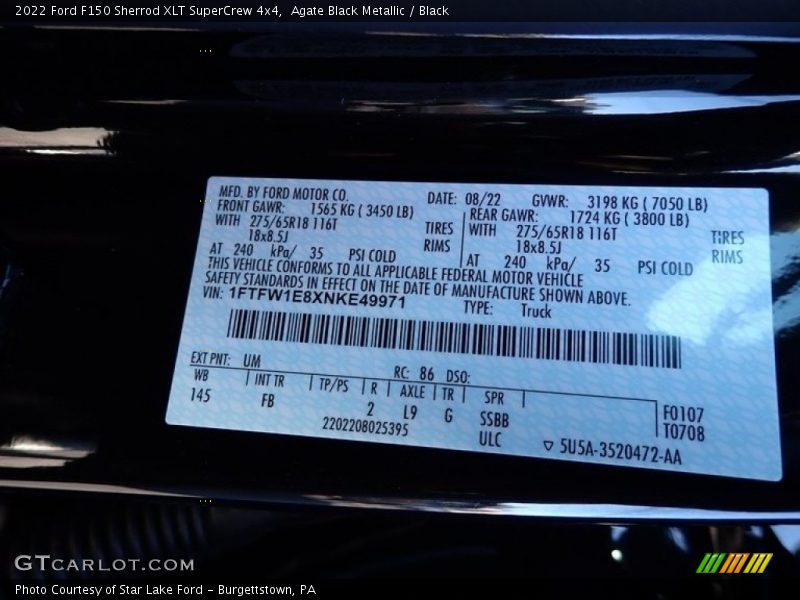 2022 Ford F150 Sherrod XLT SuperCrew 4x4, Agate Black Metallic / Black
MFD. BY FORD MOTOR CO. DATE: 08/22 GVWR: 3198 KG ( 7050 LB)
FRONT GAWR: 1565 KG ( 3450 LB) REAR GAWR: 1724 KG ( 3800 LB)
WITH 275/65R18 116T TIRES WITH 275/65R18 116T TIRES
18x8.5J RIMS 18x8.5J RIMS
AT 240 kPa/ 35 PSI COLD AT 240 kPa/ 35 PSI COLD
THIS VEHICLE CONFORMS TO ALL APPLICABLE FEDERAL MOTOR VEHICLE
SAFETY STANDARDS IN EFFECT ON THE DATE OF MANUFACTURE SHOWN ABOVE.
VIN: 1FTFW1E8XNKE49971 TYPE: Truck
EXT PNT: UM RC: 86 DSO:
WB INT TR TP/PS R AXLE TR SPR
145 FB 2 L9 G SSBB F0107
2202208025395 ULC T0708
▽ 5U5A-3520472-AA
GTCARLOT.COM
Photo Courtesy of Star Lake Ford - Burgettstown, PA